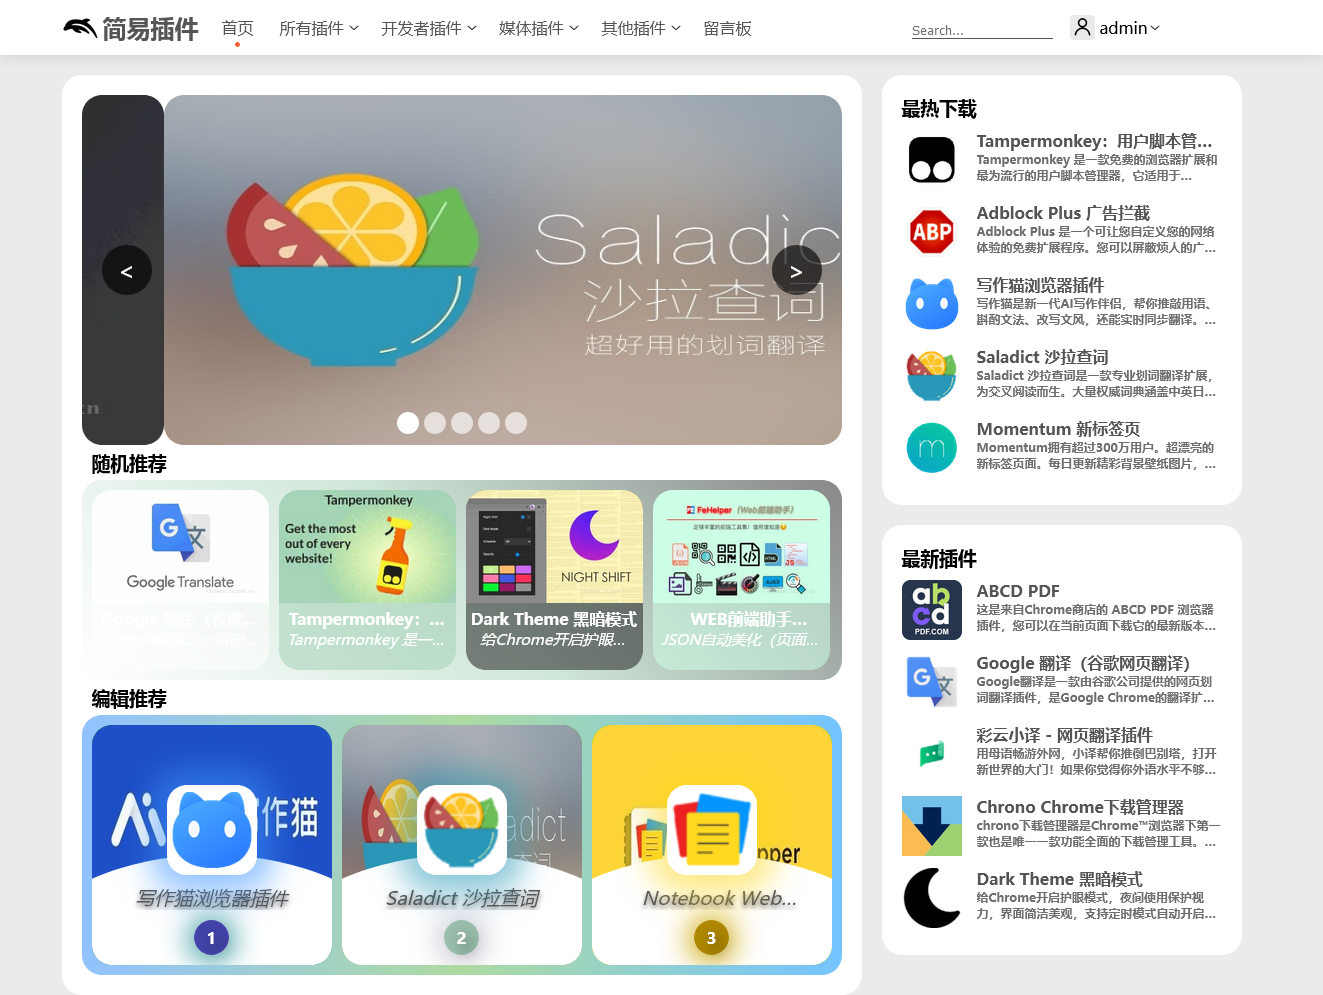 简易插件
首页
所有插件
开发者插件
媒体插件
其他插件
留言板
Search...
admin
<
Saladic
沙拉查词
超好用的划词翻译
>
随机推荐
Google Translate
Tampermonkey
Get the most
out of every
website!
Tampermonkey：...
Tampermonkey 是一...
NIGHT SHIFT
Dark Theme 黑暗模式
给Chrome开启护眼...
FeHelper（Web前端助手）
WEB前端助手...
JSON自动美化（页面...
编辑推荐
写作猫浏览器插件
1
Saladict 沙拉查词
2
Notebook Web...
3
最热下载
Tampermonkey：用户脚本管...
Tampermonkey 是一款免费的浏览器扩展和
最为流行的用户脚本管理器，它适用于...
ABP
Adblock Plus 广告拦截
Adblock Plus 是一个可让您自定义您的网络
体验的免费扩展程序。您可以屏蔽烦人的广...
写作猫浏览器插件
写作猫是新一代AI写作伴侣，帮你推敲用语、
斟酌文法、改写文风，还能实时同步翻译。...
Saladict 沙拉查词
Saladict 沙拉查词是一款专业划词翻译扩展，
为交叉阅读而生。大量权威词典涵盖中英日...
m
Momentum 新标签页
Momentum拥有超过300万用户。超漂亮的
新标签页面。每日更新精彩背景壁纸图片，...
最新插件
abcd
PDF.COM
ABCD PDF
这是来自Chrome商店的 ABCD PDF 浏览器
插件，您可以在当前页面下载它的最新版本...
Google 翻译（谷歌网页翻译）
Google翻译是一款由谷歌公司提供的网页划
词翻译插件，是Google Chrome的翻译扩...
彩云小译 - 网页翻译插件
用母语畅游外网，小译帮你推倒巴别塔，打开
新世界的大门！如果你觉得你外语水平不够...
Chrono Chrome下载管理器
chrono下载管理器是Chrome™浏览器下第一
款也是唯一一款功能全面的下载管理工具。...
Dark Theme 黑暗模式
给Chrome开启护眼模式，夜间使用保护视
力，界面简洁美观，支持定时模式自动开启...